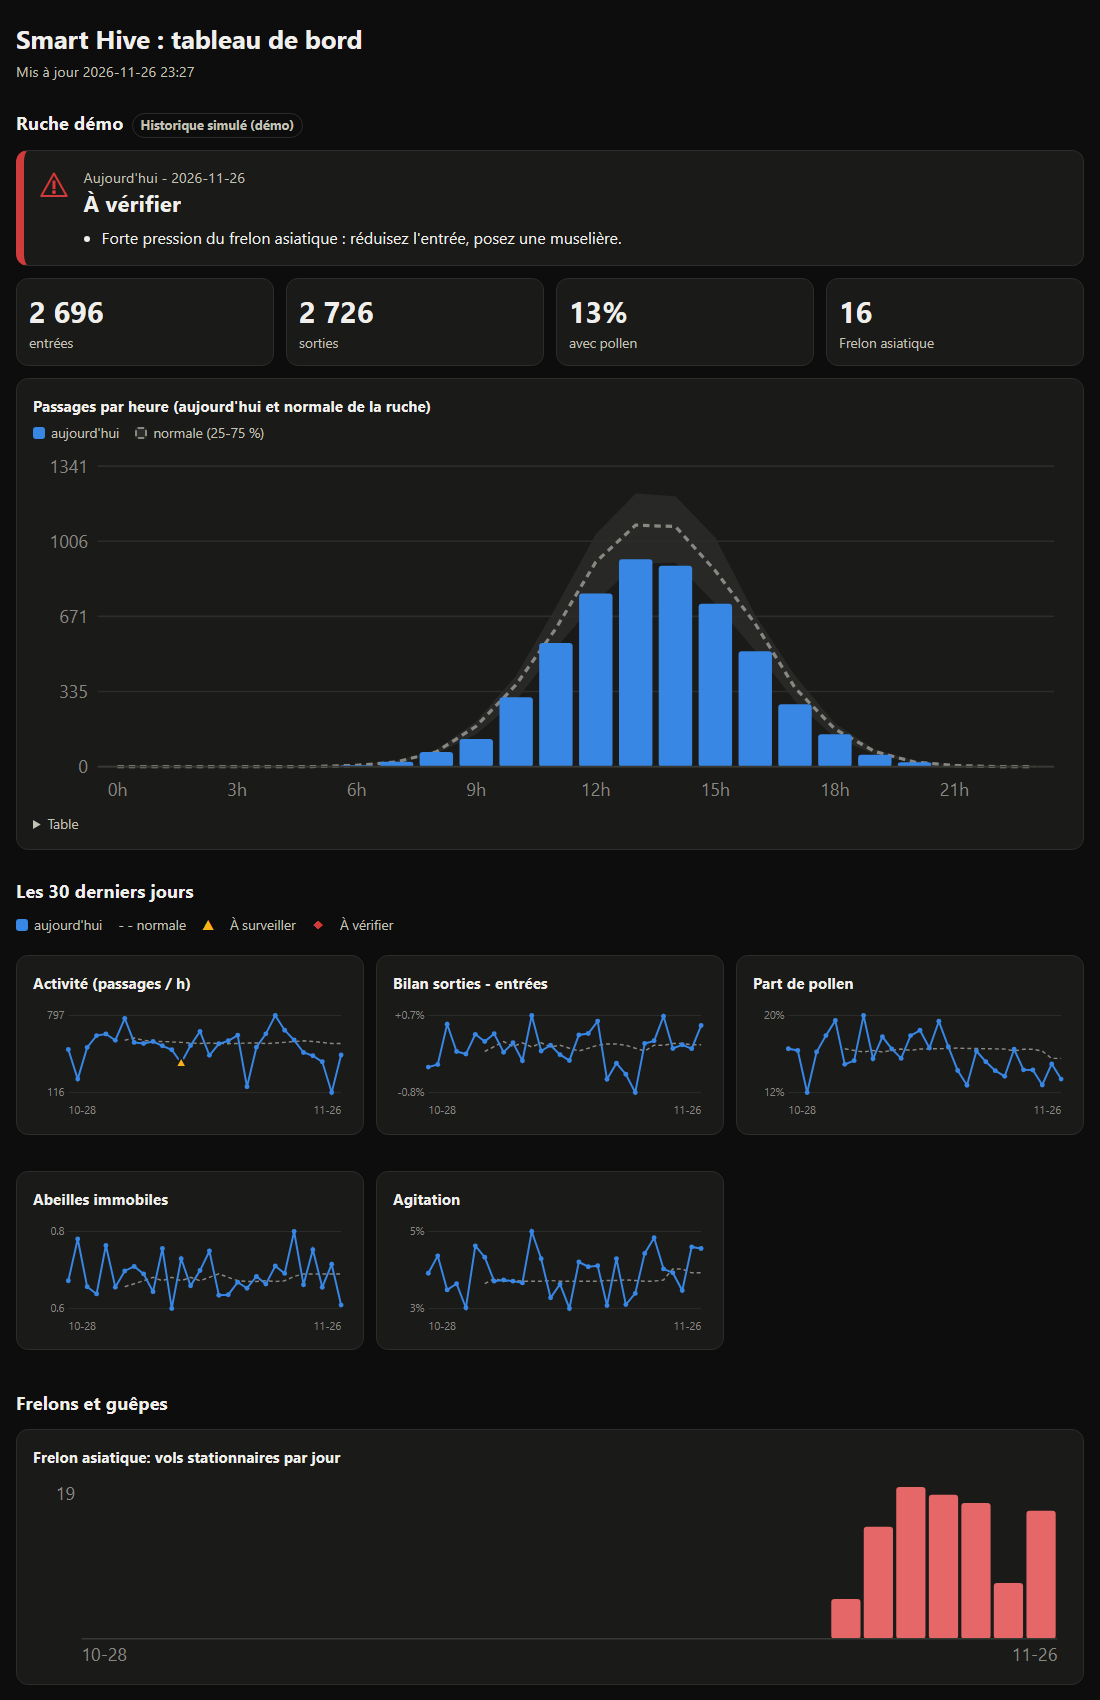 Smart Hive : tableau de bord
Mis à jour 2026-11-26 23:27
Ruche démo
Historique simulé (démo)
Aujourd'hui - 2026-11-26
À vérifier
• Forte pression du frelon asiatique : réduisez l'entrée, posez une muselière.
2 696
entrées
2 726
sorties
13%
avec pollen
16
Frelon asiatique
Passages par heure (aujourd'hui et normale de la ruche)
aujourd'hui normale (25-75 %)
1341
1006
671
335
0
0h 3h 6h 9h 12h 15h 18h 21h
Table
Les 30 derniers jours
aujourd'hui - - normale À surveiller À vérifier
Activité (passages / h)
797
116
10-28 11-26
Bilan sorties - entrées
+0.7%
-0.8%
10-28 11-26
Part de pollen
20%
12%
10-28 11-26
Abeilles immobiles
0.8
0.6
10-28 11-26
Agitation
5%
3%
10-28 11-26
Frelons et guêpes
Frelon asiatique: vols stationnaires par jour
19
10-28 11-26